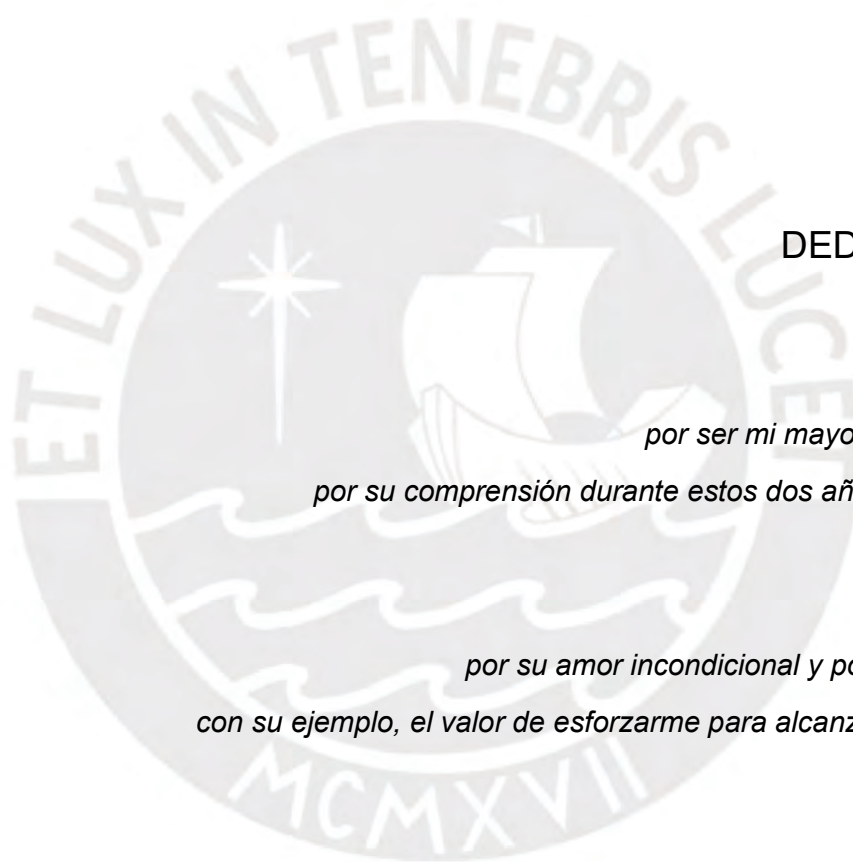 ET LUX IN TENEBRIS LUCET
DED
por ser mi mayo
por su comprensión durante estos dos añ
por su amor incondicional y po
con su ejemplo, el valor de esforzarme para alcanz
MCMXVII